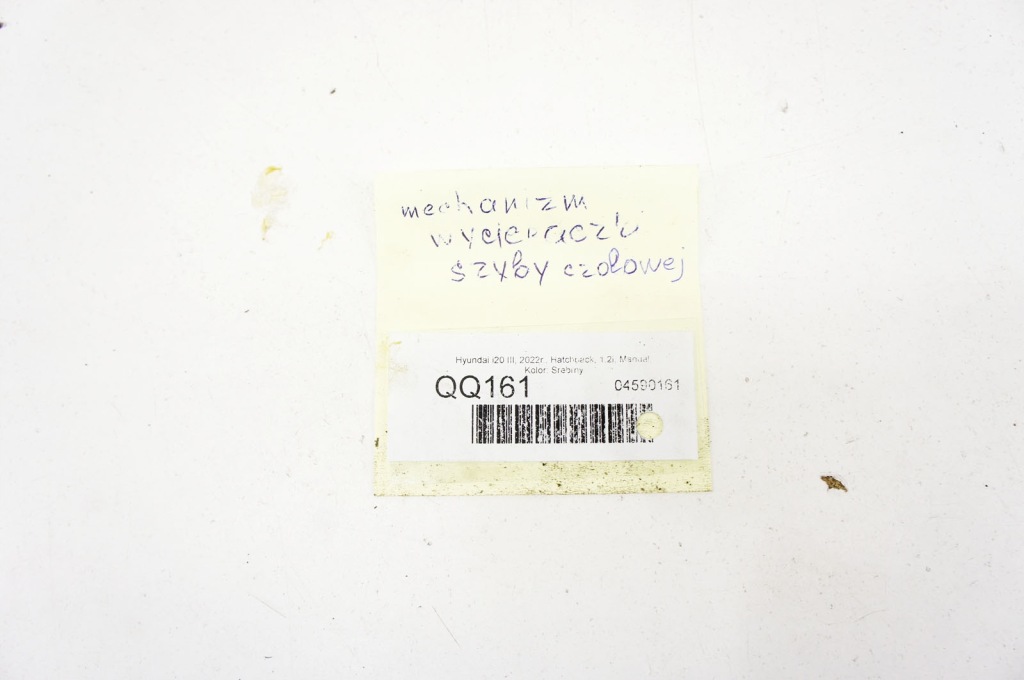 mechanizm
wycieraczki
szyby czołowej
Hyundai i20 III, 2022r., Hatchback, 1.2i, Manual
Kolor: Srebrny
QQ161 04590161